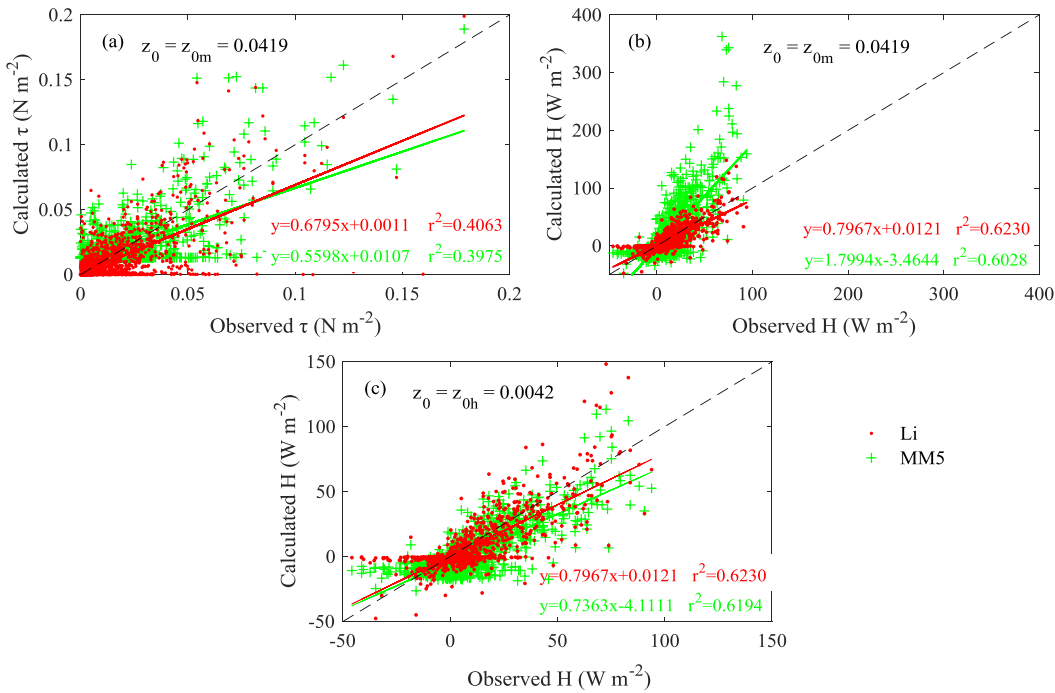 (a)
z0 = z0m = 0.0419
Calculated τ (N m-2)
0.2
0.15
0.1
0.05
0
y=0.6795x+0.0011 r2=0.4063
y=0.5598x+0.0107 r2=0.3975
0 0.05 0.1 0.15 0.2
Observed τ (N m-2)
(b)
z0 = z0m = 0.0419
Calculated H (W m-2)
400
300
200
100
0
y=0.7967x+0.0121 r2=0.6230
y=1.7994x-3.4644 r2=0.6028
0 100 200 300 400
Observed H (W m-2)
(c)
z0 = z0h = 0.0042
Calculated H (W m-2)
150
100
50
0
-50
y=0.7967x+0.0121 r2=0.6230
y=0.7363x-4.1111 r2=0.6194
-50 0 50 100 150
Observed H (W m-2)
Li
MM5